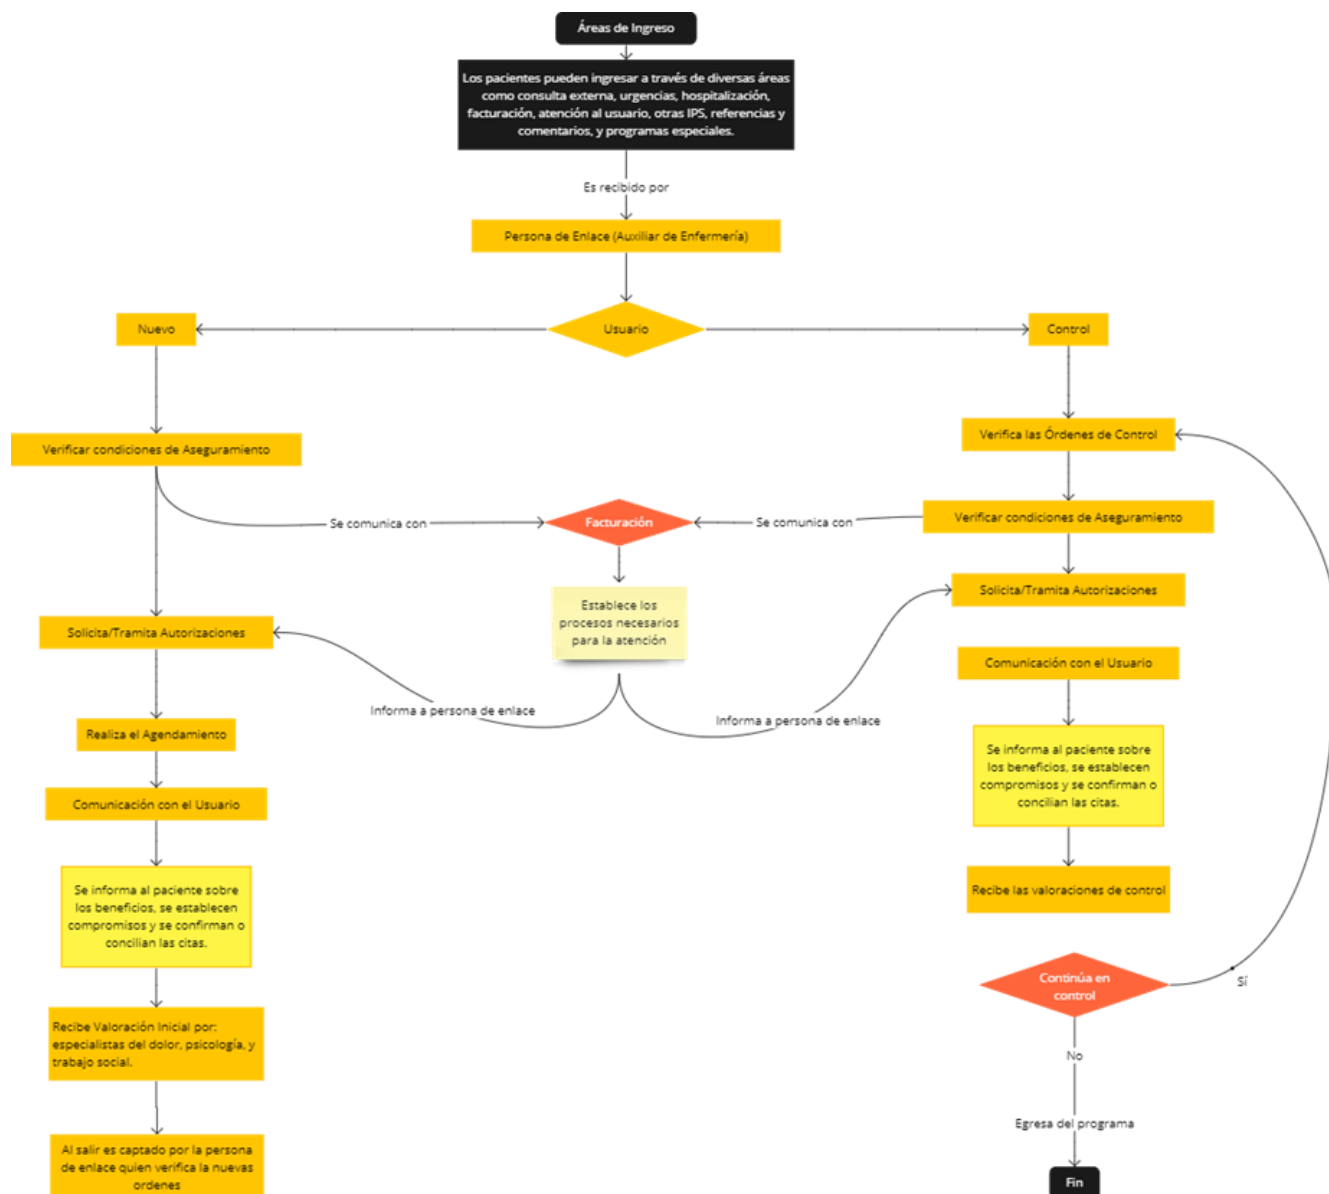 Áreas de Ingreso
Los pacientes pueden ingresar a través de diversas áreas
como consulta externa, urgencias, hospitalización,
facturación, atención al usuario, otras IPS, referencias y
comentarios, y programas especiales.
Es recibido por
Persona de Enlace (Auxiliar de Enfermería)
Nuevo
Usuario
Control
Verificar condiciones de Aseguramiento
Verifica las Órdenes de Control
Se comunica con
Facturación
Se comunica con
Verificar condiciones de Aseguramiento
Establece los
procesos necesarios
para la atención
Solicita/Tramita Autorizaciones
Solicita/Tramita Autorizaciones
Informa a persona de enlace
Informa a persona de enlace
Realiza el Agendamiento
Comunicación con el Usuario
Se informa al paciente sobre
los beneficios, se establecen
compromisos y se confirman o
concilian las citas.
Recibe Valoración Inicial por:
especialistas del dolor, psicología, y
trabajo social.
Al salir es captado por la persona
de enlace quien verifica la nuevas
ordenes
Comunicación con el Usuario
Se informa al paciente sobre
los beneficios, se establecen
compromisos y se confirman o
concilian las citas.
Recibe las valoraciones de control
Continúa en
control
Sí
No
Egresa del programa
Fin